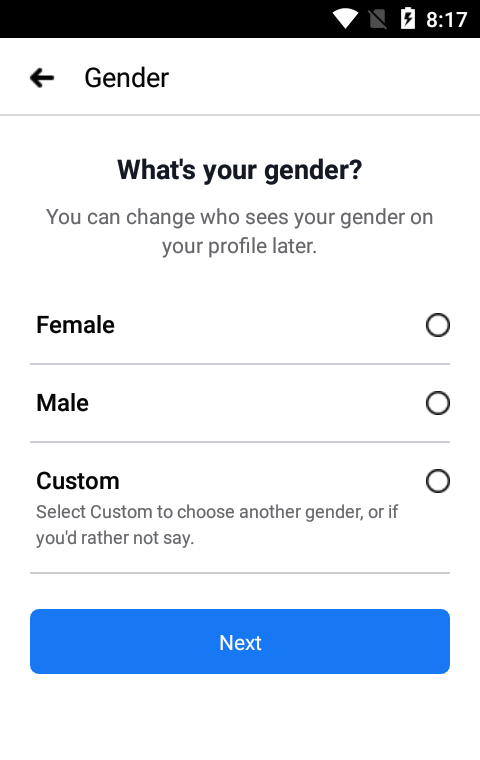 8:17
Gender
What's your gender?
You can change who sees your gender on
your profile later.
Female
Male
Custom
Select Custom to choose another gender, or if
you'd rather not say.
Next